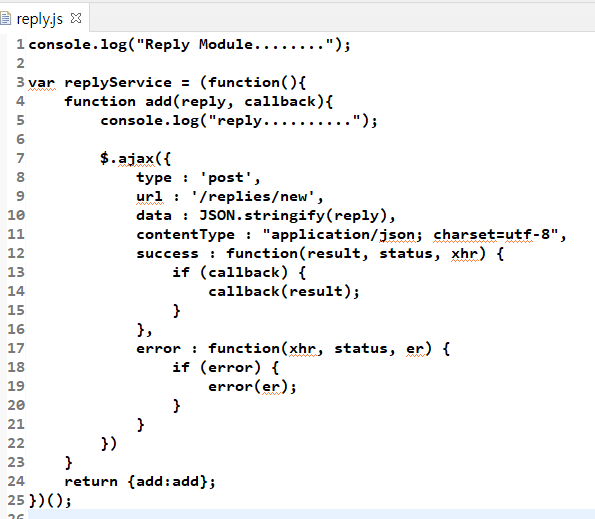 reply.js
1 console.log("Reply Module........");
2
3 var replyService = (function(){
4     function add(reply, callback){
5         console.log("reply..........");
6
7         $.ajax({
8             type : 'post',
9             url : '/replies/new',
10             data : JSON.stringify(reply),
11             contentType : "application/json; charset=utf-8",
12             success : function(result, status, xhr) {
13                 if (callback) {
14                     callback(result);
15                 }
16             },
17             error : function(xhr, status, er) {
18                 if (error) {
19                     error(er);
20                 }
21             }
22         })
23     }
24     return {add:add};
25 })();
26